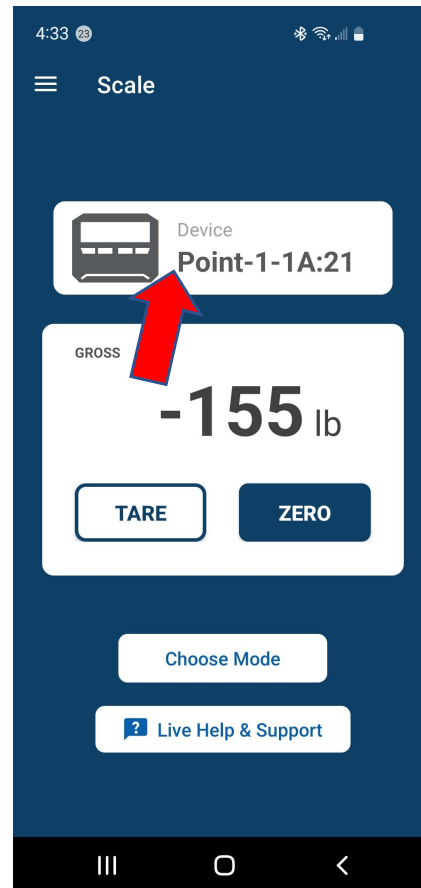 4:33 23
Scale
Device
Point-1-1A:21
GROSS
-155 lb
TARE ZERO
Choose Mode
? Live Help & Support